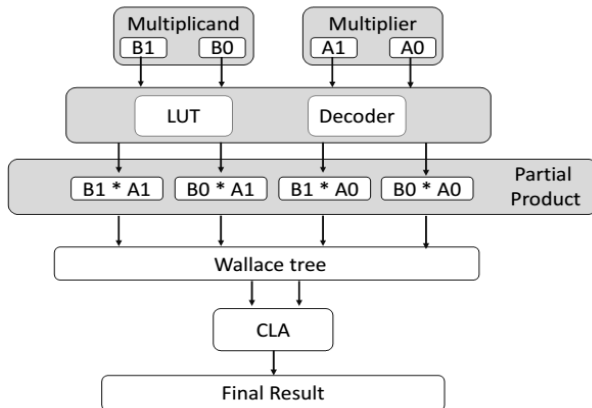 Multiplicand Multiplier
B1 B0 A1 A0
LUT Decoder
B1 * A1 B0 * A1 B1 * A0 B0 * A0
Partial
Product
Wallace tree
CLA
Final Result